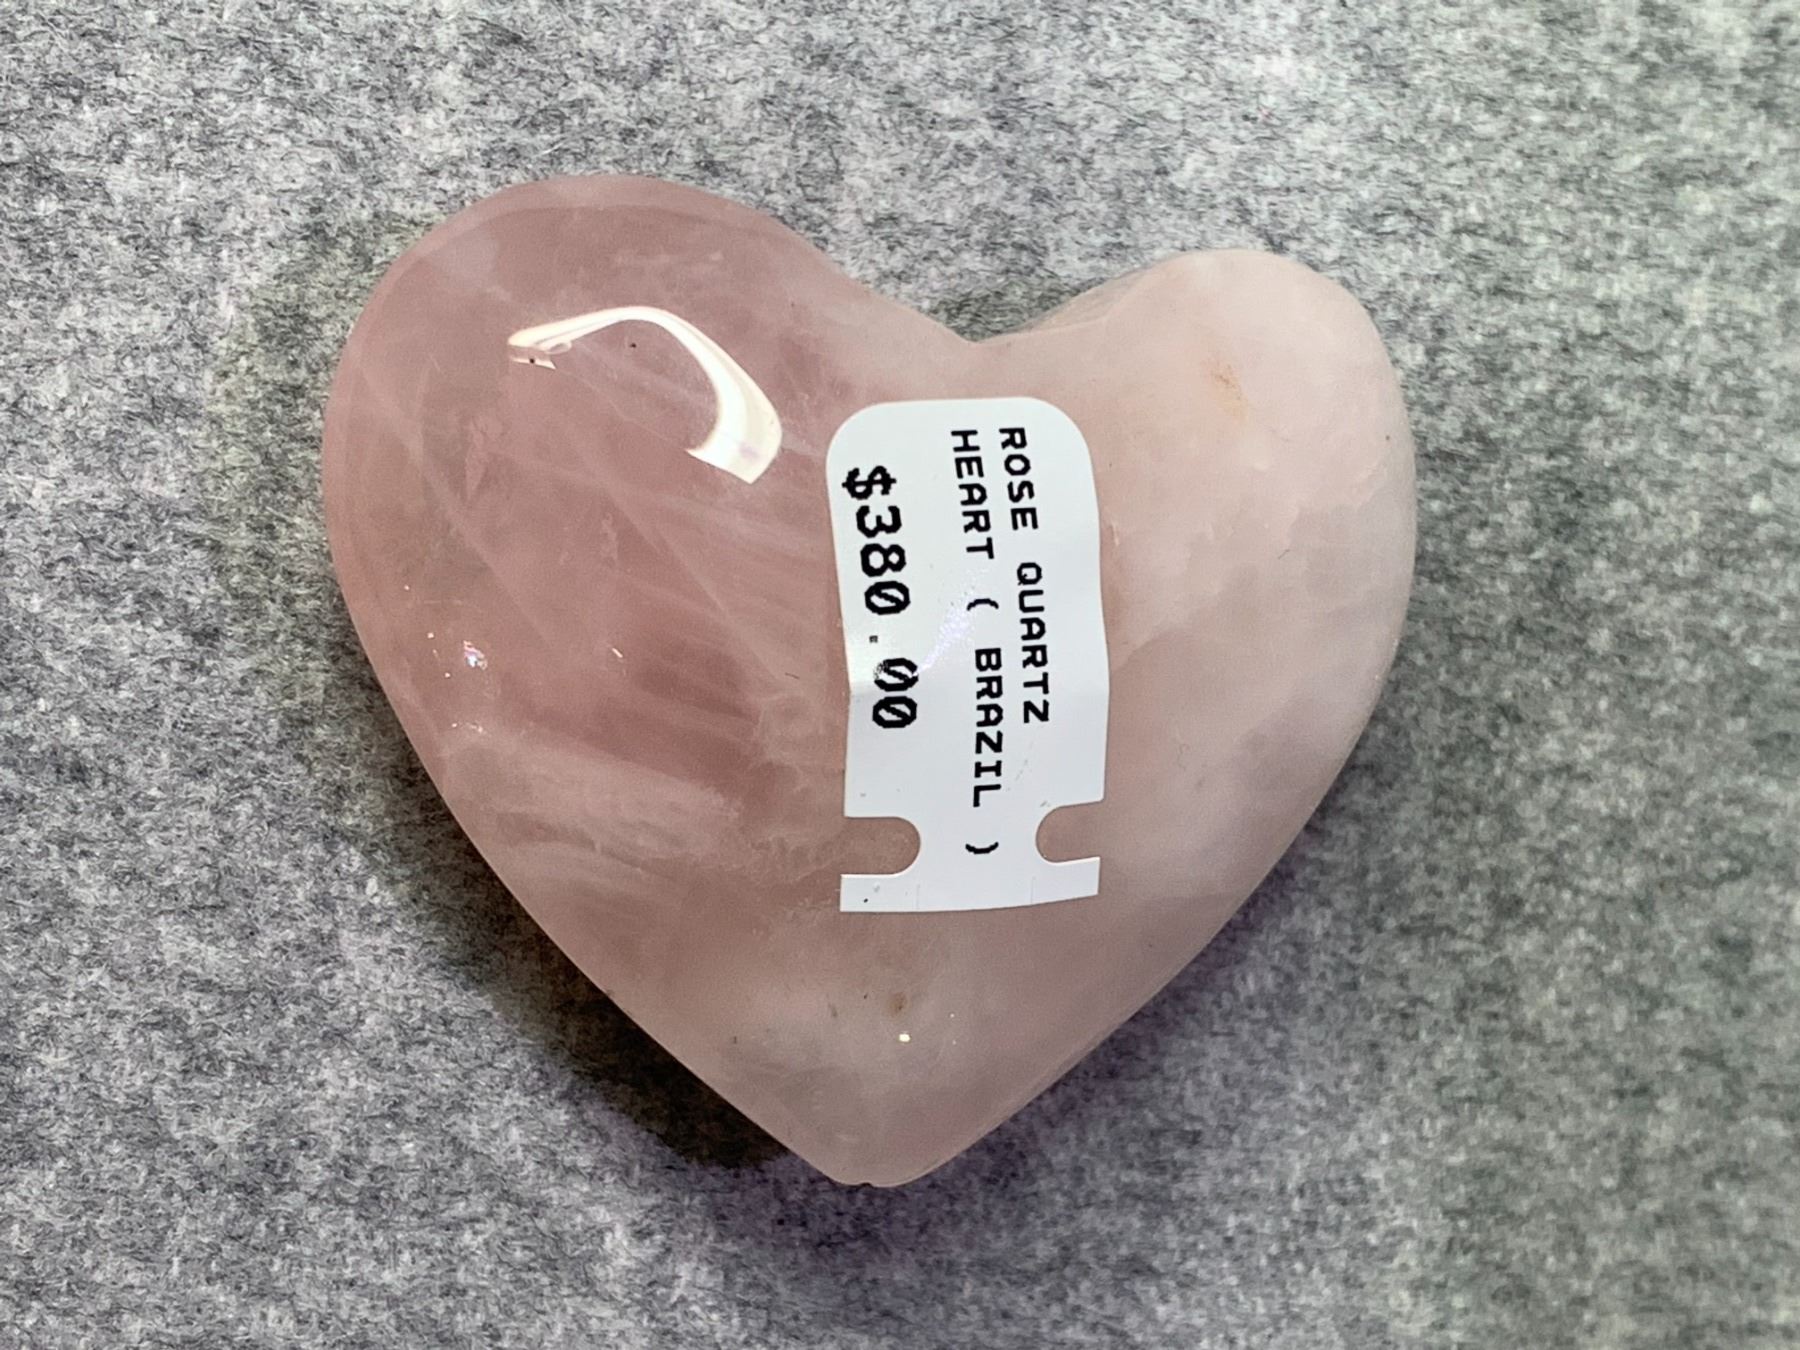 ROSE QUARTZ
HEART ( BRAZIL )
$380.00